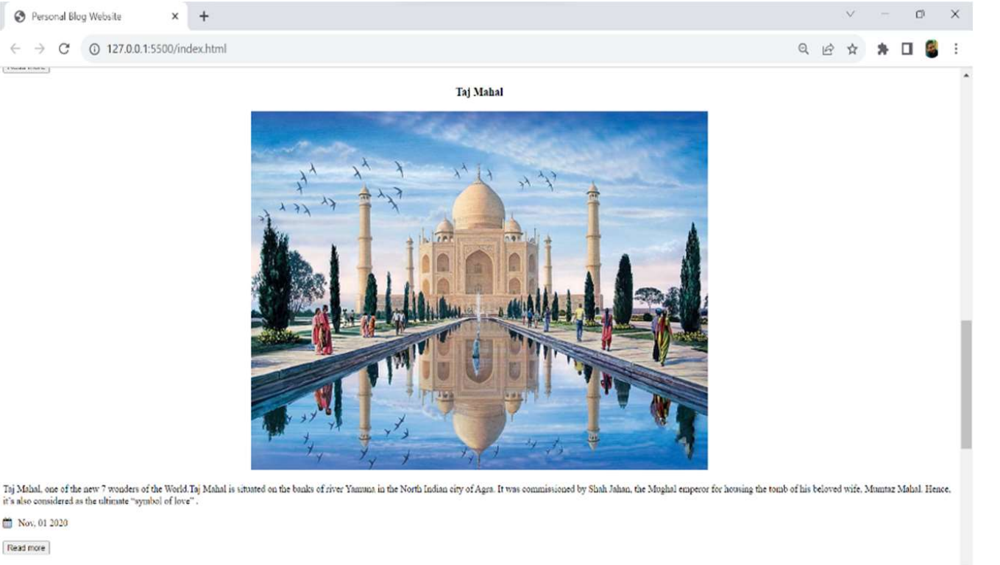 Personal Blog Website
127.0.0.1:5500/index.html
Read more
Taj Mahal
Taj Mahal, one of the new 7 wonders of the World.Taj Mahal is situated on the banks of river Yamuna in the North Indian city of Agra. It was commissioned by Shah Jahan, the Mughal emperor for housing the tomb of his beloved wife, Mumtaz Mahal. Hence,
it's also considered as the ultimate “symbol of love” .
Nov, 01 2020
Read more